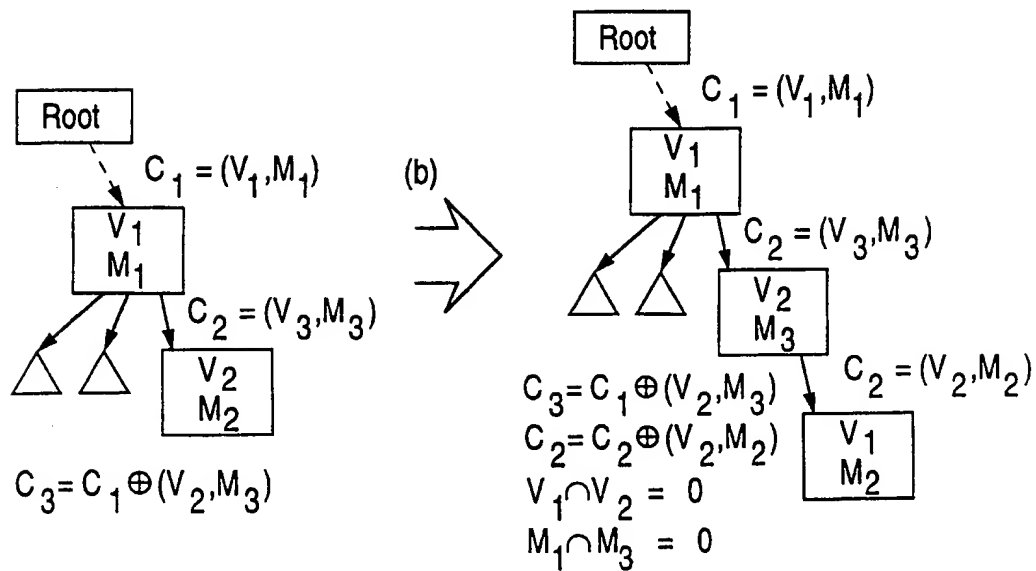 Root
C₁ = (V₁,M₁)
V₁
M₁
C₂ = (V₃,M₃)
V₂
M₂
C₃= C₁ ⊕ (V₂,M₃)
(b)
Root
C₁ = (V₁,M₁)
V₁
M₁
C₂ = (V₃,M₃)
V₂
M₃
C₂ = (V₂,M₂)
V₁
M₂
C₃= C₁ ⊕ (V₂,M₃)
C₂= C₂ ⊕ (V₂,M₂)
V₁∩V₂ = 0
M₁∩M₃ = 0